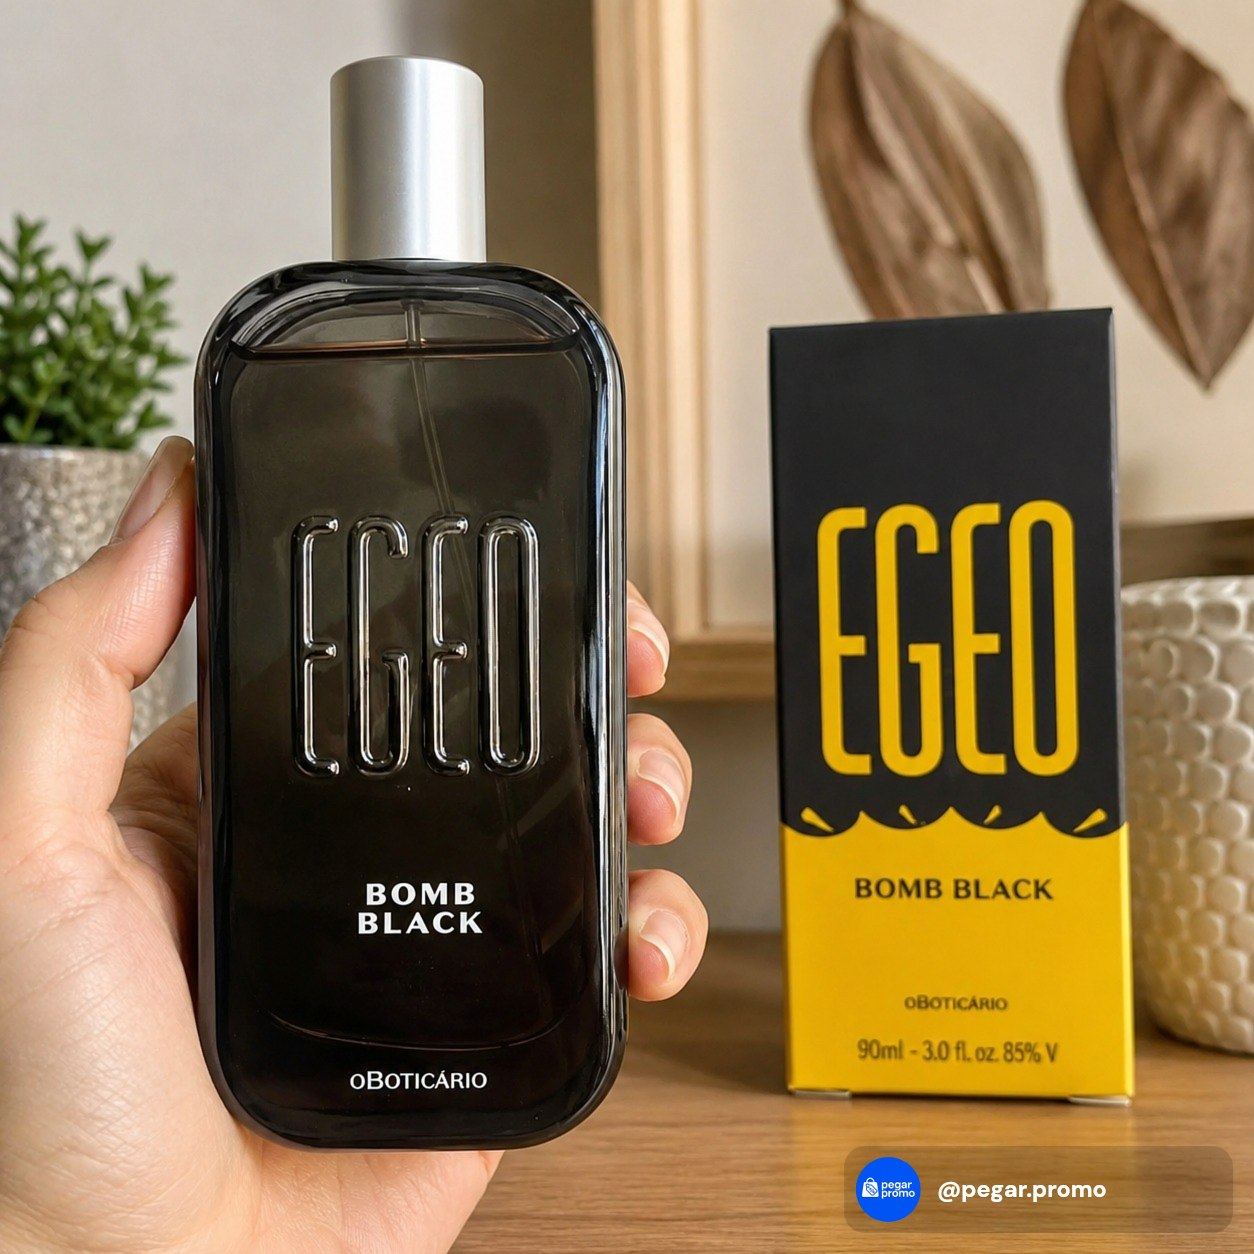 EGEO
BOMB
BLACK
oBOTICÁRIO
EGEO
BOMB BLACK
oBOTICÁRIO
90ml - 3.0 fl. oz. 85% V
pegar
promo
@pegar.promo